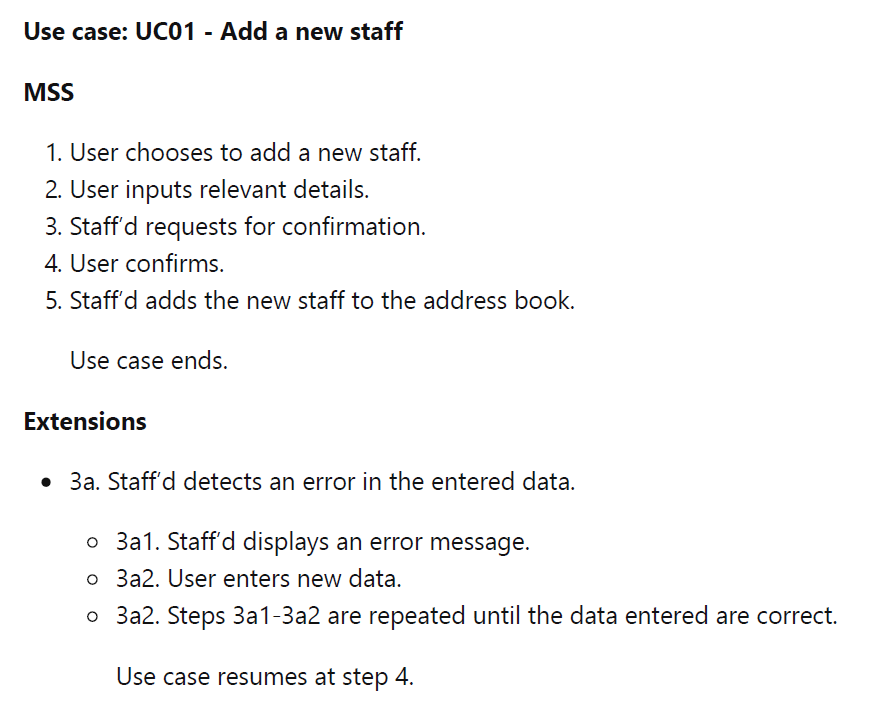 Use case: UC01 - Add a new staff
MSS
1. User chooses to add a new staff.
2. User inputs relevant details.
3. Staff’d requests for confirmation.
4. User confirms.
5. Staff’d adds the new staff to the address book.
Use case ends.
Extensions
• 3a. Staff’d detects an error in the entered data.
◦ 3a1. Staff’d displays an error message.
◦ 3a2. User enters new data.
◦ 3a2. Steps 3a1-3a2 are repeated until the data entered are correct.
Use case resumes at step 4.